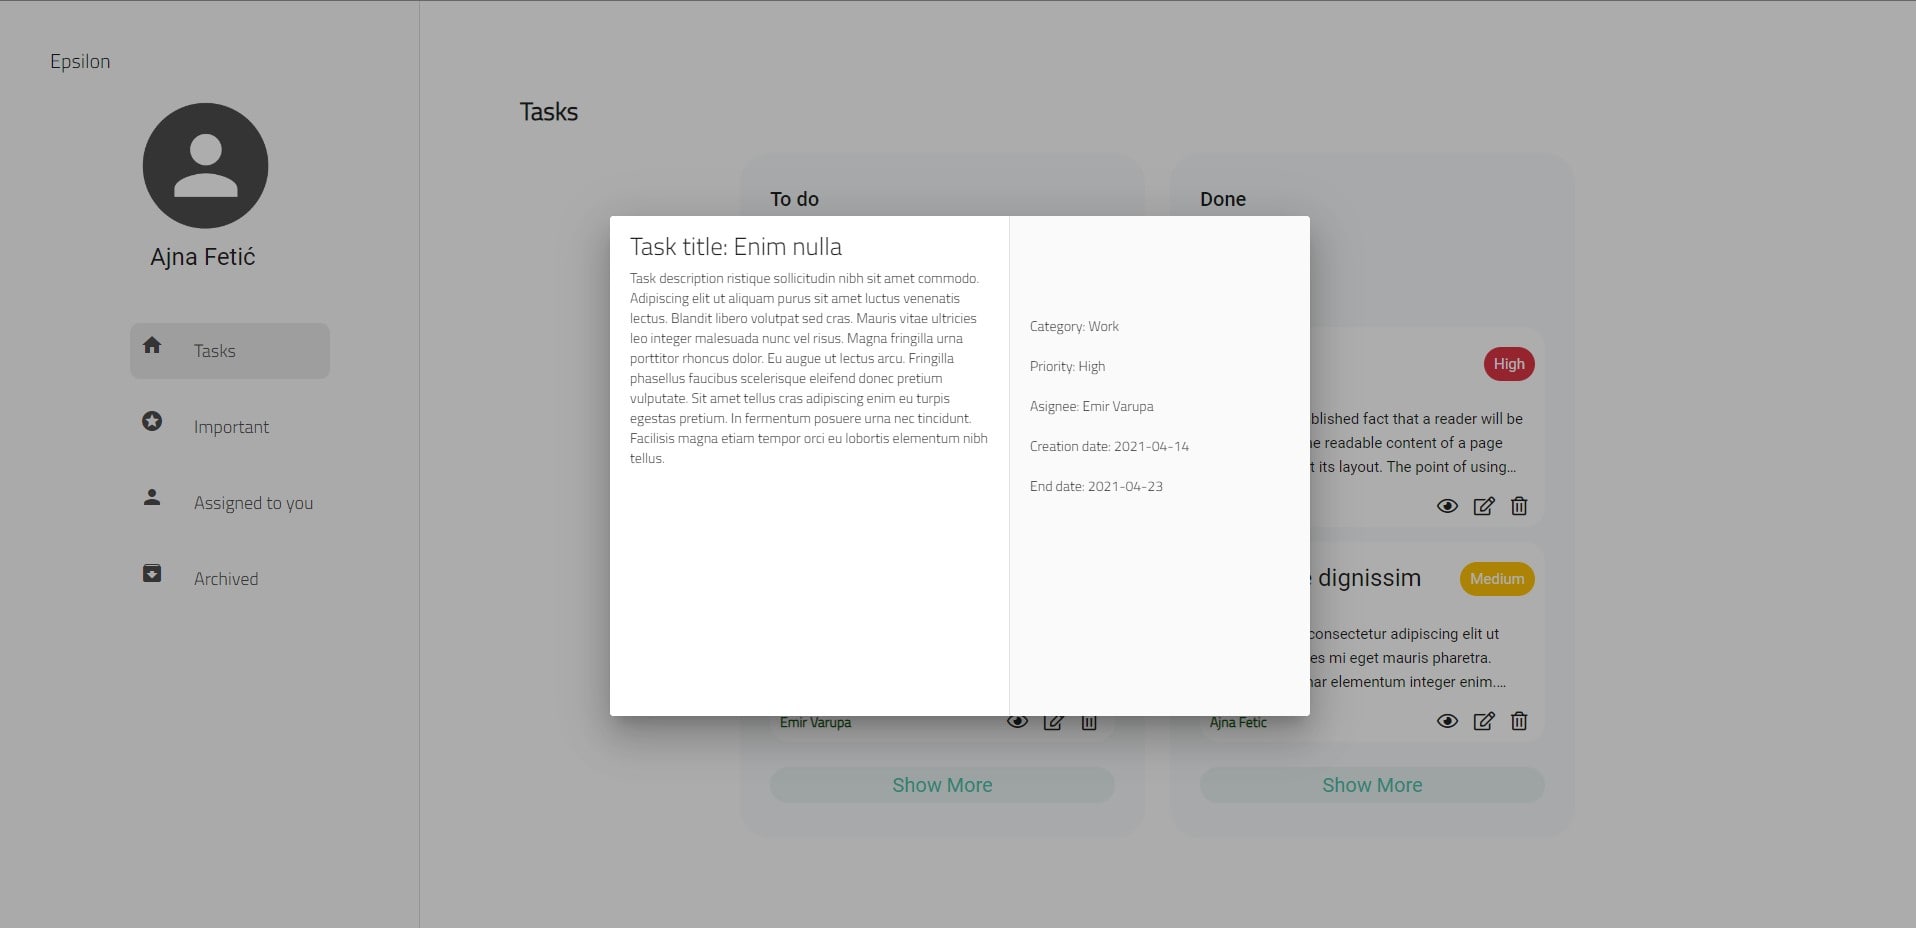 Epsilon
Ajna Fetić
Tasks
Important
Assigned to you
Archived
Tasks
To do
Done
Task title: Enim nulla
Task description ristique sollicitudin nibh sit amet commodo.
Adipiscing elit ut aliquam purus sit amet luctus venenatis
lectus. Blandit libero volutpat sed cras. Mauris vitae ultricies
leo integer malesuada nunc vel risus. Magna fringilla urna
porttitor rhoncus dolor. Eu augue ut lectus arcu. Fringilla
phasellus faucibus scelerisque eleifend donec pretium
vulputate. Sit amet tellus cras adipiscing enim eu turpis
egestas pretium. In fermentum posuere urna nec tincidunt.
Facilisis magna etiam tempor orci eu lobortis elementum nibh
tellus.
Category: Work
Priority: High
Asignee: Emir Varupa
Creation date: 2021-04-14
End date: 2021-04-23
High
blished fact that a reader will be
readable content of a page
t its layout. The point of using...
dignissim
Medium
consectetur adipiscing elit ut
es mi eget mauris pharetra.
elementum integer enim....
Emir Varupa
Ajna Fetic
Show More
Show More